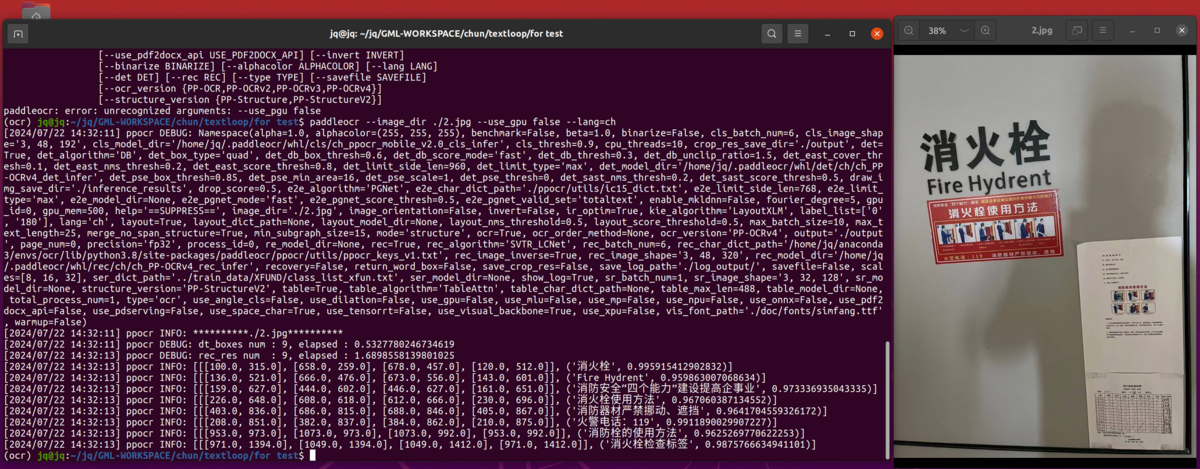 jq@jq: ~/jq/GML-WORKSPACE/chun/textloop/for test
[--use_pdf2docx_api USE_PDF2DOCX_API] [--invert INVERT]
[--binarize BINARIZE] [--alphacolor ALPHACOLOR] [--lang LANG]
[--det DET] [--rec REC] [--type TYPE] [--savefile SAVEFILE]
[--ocr_version {PP-OCR,PP-OCRv2,PP-OCRv3,PP-OCRv4}]
[--structure_version {PP-Structure,PP-StructureV2}]
paddleocr: error: unrecognized arguments: --use_pgu false
(ocr) jq@jq:~/jq/GML-WORKSPACE/chun/textloop/for test$ paddleocr --image_dir ./2.jpg --use_gpu false --lang=ch
[2024/07/22 14:32:11] ppocr DEBUG: Namespace(alpha=1.0, alphacolor=(255, 255, 255), benchmark=False, beta=1.0, binarize=False, cls_batch_num=6, cls_image_shap
e='3, 48, 192', cls_model_dir='/home/jq/.paddleocr/whl/cls/ch_ppocr_mobile_v2.0_cls_infer', cls_thresh=0.9, cpu_threads=10, crop_res_save_dir='./output', det=
True, det_algorithm='DB', det_box_type='quad', det_db_box_thresh=0.6, det_db_score_mode='fast', det_db_thresh=0.3, det_db_unclip_ratio=1.5, det_east_cover_thr
esh=0.1, det_east_nms_thresh=0.2, det_east_score_thresh=0.8, det_limit_side_len=960, det_limit_type='max', det_model_dir='/home/jq/.paddleocr/whl/det/ch/ch_PP
-OCRv4_det_infer', det_pse_box_thresh=0.85, det_pse_min_area=16, det_pse_scale=1, det_pse_thresh=0, det_sast_nms_thresh=0.2, det_sast_score_thresh=0.5, draw_i
mg_save_dir='./inference_results', drop_score=0.5, e2e_algorithm='PGNet', e2e_char_dict_path='./ppocr/utils/ic15_dict.txt', e2e_limit_side_len=768, e2e_limit_
type='max', e2e_model_dir=None, e2e_pgnet_mode='fast', e2e_pgnet_score_thresh=0.5, e2e_pgnet_valid_set='totaltext', enable_mkldnn=False, fourier_degree=5, gpu
_id=0, gpu_mem=500, help='==SUPPRESS==', image_dir='./2.jpg', image_orientation=False, invert=False, ir_optim=True, kie_algorithm='LayoutXLM', label_list=['0'
, '180'], lang='ch', layout=True, layout_dict_path=None, layout_model_dir=None, layout_nms_threshold=0.5, layout_score_threshold=0.5, max_batch_size=10, max_t
ext_length=25, merge_no_span_structure=True, min_subgraph_size=15, mode='structure', ocr=True, ocr_order_method=None, ocr_version='PP-OCRv4', output='./output
', page_num=0, precision='fp32', process_id=0, re_model_dir=None, rec=True, rec_algorithm='SVTR_LCNet', rec_batch_num=6, rec_char_dict_path='/home/jq/anaconda
3/envs/ocr/lib/python3.8/site-packages/paddleocr/ppocr/utils/ppocr_keys_v1.txt', rec_image_inverse=True, rec_image_shape='3, 48, 320', rec_model_dir='/home/jq
/.paddleocr/whl/rec/ch/ch_PP-OCRv4_rec_infer', recovery=False, return_word_box=False, save_crop_res=False, save_log_path='./log_output/', savefile=False, scal
es=[8, 16, 32], ser_dict_path='../train_data/XFUND/class_list_xfun.txt', ser_model_dir=None, show_log=True, sr_batch_num=1, sr_image_shape='3, 32, 128', sr_mo
del_dir=None, structure_version='PP-StructureV2', table=True, table_algorithm='TableAttn', table_char_dict_path=None, table_max_len=488, table_model_dir=None,
total_process_num=1, type='ocr', use_angle_cls=False, use_dilation=False, use_gpu=False, use_mlu=False, use_mp=False, use_npu=False, use_onnx=False, use_pdf2
docx_api=False, use_pdserving=False, use_space_char=True, use_tensorrt=False, use_visual_backbone=True, use_xpu=False, vis_font_path='./doc/fonts/simfang.ttf'
, warmup=False)
[2024/07/22 14:32:11] ppocr INFO: **********./2.jpg**********
[2024/07/22 14:32:11] ppocr DEBUG: dt_boxes num : 9, elapsed : 0.5327780246734619
[2024/07/22 14:32:13] ppocr DEBUG: rec_res num  : 9, elapsed : 1.6898558139801025
[2024/07/22 14:32:13] ppocr INFO: [[[100.0, 315.0], [658.0, 259.0], [678.0, 457.0], [120.0, 512.0]], ('消火栓', 0.995915412902832)]
[2024/07/22 14:32:13] ppocr INFO: [[[136.0, 521.0], [666.0, 476.0], [673.0, 556.0], [143.0, 601.0]], ('Fire Hydrent', 0.959863007068634)]
[2024/07/22 14:32:13] ppocr INFO: [[[159.0, 627.0], [444.0, 602.0], [446.0, 627.0], [161.0, 651.0]], ('消防安全“四个能力”建设提高企事业', 0.973336935043335)]
[2024/07/22 14:32:13] ppocr INFO: [[[226.0, 648.0], [608.0, 618.0], [612.0, 666.0], [230.0, 696.0]], ('消火栓使用方法', 0.967060387134552)]
[2024/07/22 14:32:13] ppocr INFO: [[[403.0, 836.0], [686.0, 815.0], [688.0, 846.0], [405.0, 867.0]], ('消防器材严禁挪动、遮挡', 0.9641704559326172)]
[2024/07/22 14:32:13] ppocr INFO: [[[208.0, 851.0], [382.0, 837.0], [384.0, 862.0], [210.0, 875.0]], ('火警电话：119', 0.9911890029907227)]
[2024/07/22 14:32:13] ppocr INFO: [[[953.0, 973.0], [1073.0, 973.0], [1073.0, 992.0], [953.0, 992.0]], ('消防栓的使用方法', 0.9625269770622253)]
[2024/07/22 14:32:13] ppocr INFO: [[[971.0, 1394.0], [1049.0, 1394.0], [1049.0, 1412.0], [971.0, 1412.0]], ('消火栓检查标签', 0.9875766634941101)]
(ocr) jq@jq:~/jq/GML-WORKSPACE/chun/textloop/for test$
38%
2.jpg
消火栓
Fire Hydrent
消火栓使用方法
火警电话：119